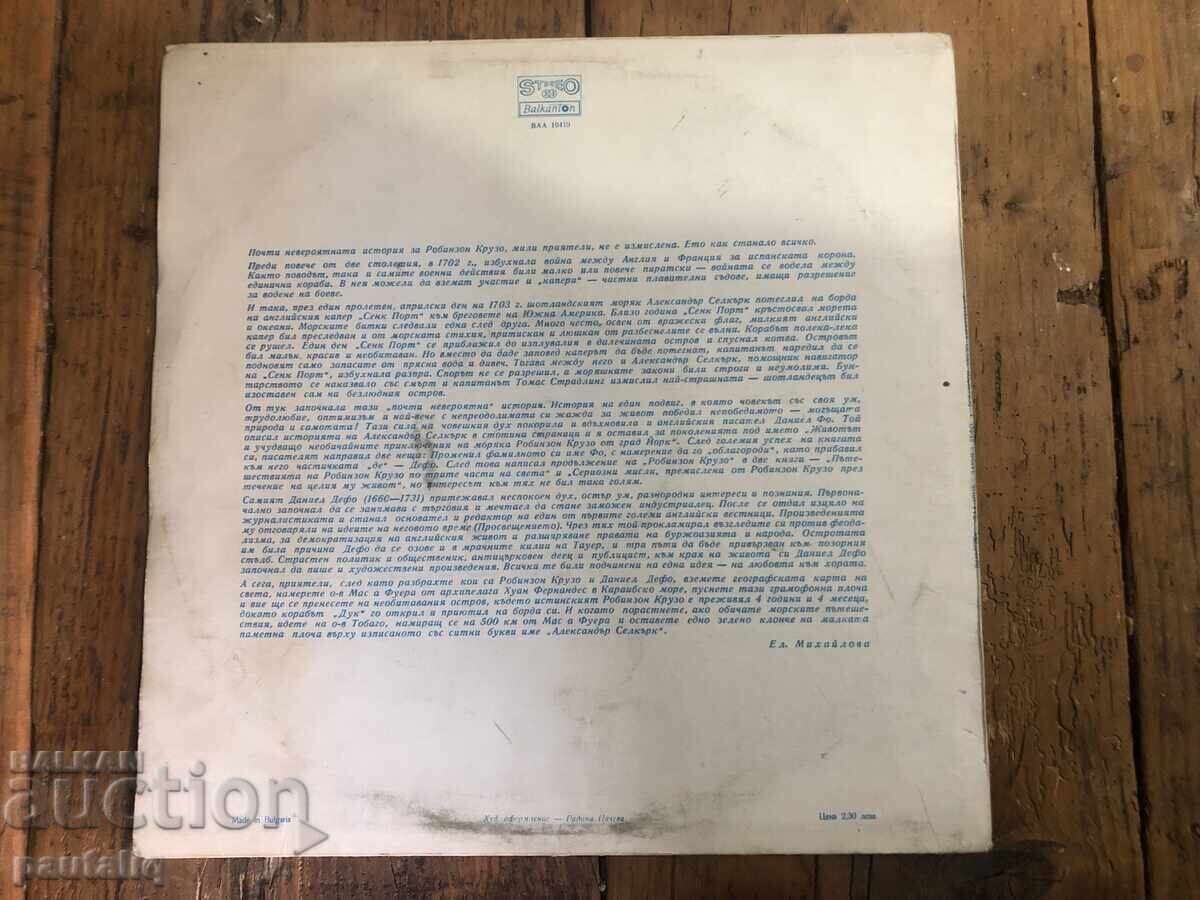 STEREO
33
Balkanton
ВАА 10419
Почти невероятната история за Робинзон Крузо, мили приятели, не е измислена. Ето как станало всичко.
Преди повече от две столетия, в 1702 г., избухнала война между Англия и Франция за испанската корона.
Както поводът, така и самите военни действия били малко или повече пиратски — войната се водела между
единични кораба. В нея можели да вземат участие и „капери“ — частни плавателни съдове, имащи разрешение
за водене на боеве.
И така, през един пролетен, априлски ден на 1703 г. шотландският моряк Александър Селкърк потеглил на борда
на английския капер „Сенк Порт“ към бреговете на Южна Америка. Близо година „Сенк Порт“ кръстосвал морета
и океани. Морските битки следвали една след друга. Много често, освен от вражески флаг, малкият английски
капер бил преследван и от морската стихия, притискан и люшкан от разбеснелите се вълни. Корабът полека-лека
се рушел. Един ден „Сенк Порт“ се приближил до изплувалия в далечината остров и спуснал котва. Островът
бил малък, красив и необитаван. Но вместо да даде заповед каперът да бъде потегнат, капитанът наредил да се
подновят само запасите от прясна вода и дивеч. Тогава между него и Александър Селкърк, помощник навигатор
на „Сенк Порт“, избухнала разпра. Спорът не се разрешил, а моряшките закони били строги и неумолими. Бун-
тарството се наказвало със смърт и капитанът Томас Страдлинг измислил най-страшната — шотландецът бил
изоставен сам на безлюдния остров.
От тук започнала тази „почти невероятна“ история. История на един подвиг, в която човекът със своя ум,
трудолюбие, оптимизъм и най-вече с непреодолимата си жажда за живот победил непобедимото — могъщата
природа и самотата! Тази сила на човешкия дух покорила и вдъхновила и английския писател Даниел Фо. Той
описал историята на Александър Селкърк в стотина страници и я оставил за поколенията под името „Животът
и учудващо необичайните приключения на моряка Робинзон Крузо от град Йорк“. След големия успех на книгата
си, писателят направил две неща: Променил фамилното си име Фо, с намерение да го „облагороди“, като прибавил
към него частичката „де“ — Дефо. След това написал продължение на „Робинзон Крузо“ в две книги — „Пъте-
шествията на Робинзон Крузо по трите части на света“ и „Сериозни мисли, премислени от Робинзон Крузо през
течение на целия му живот“, но интересът към тях не бил така голям.
Самият Даниел Дефо (1660—1731) притежавал неспокоен дух, остър ум, разнородни интереси и познания. Първона-
чално започнал да се занимава с търговия и мечтаел да стане заможен индустриалец. После се отдал изцяло на
журналистиката и станал основател и редактор на един от първите големи английски вестници. Произведенията
му отговаряли на идеите на неговото време (Просвещението). Чрез тях той прокламирал възгледите си против феода-
лизма, за демократизация на английския живот и разширяване правата на буржоазията и народа. Остротата
им била причина Дефо да се озове и в мрачните килии на Тауер, и тра пъти да бъде привързван към позорния
стълб. Страстен политик и общественик, антицърковен деец и публицист, към края на живота си Даниел Дефо
започнал да пише и художествени произведения. Всички те били подчинени на една идея — на любовта към хората.
А сега, приятели, след като разбрахте кои са Робинзон Крузо и Даниел Дефо, вземете географската карта на
света, намерете о-в Мас а Фуера от архипелага Хуан Фернандес в Караибско море, пуснете тази грамофонна плоча
и вие ще се пренесете на необитавания остров, където истинският Робинзон Крузо е преживял 4 години и 4 месеца,
докато корабът „Дук“ го открил и приютил на борда си. И когато порастнете, ако обичате морските пътеше-
ствия, идете на о-в Тобаго, намиращ се на 500 км от Мас а Фуера и оставете едно зелено клонче на малката
паметна плоча върху изписаното със ситни букви име „Александър Селкърк“.
Ел. Михайлова
Made in Bulgaria
Худ. оформление — Радина Цачева
Цена 2,30 лева
BALKAN
auction
pautaliq